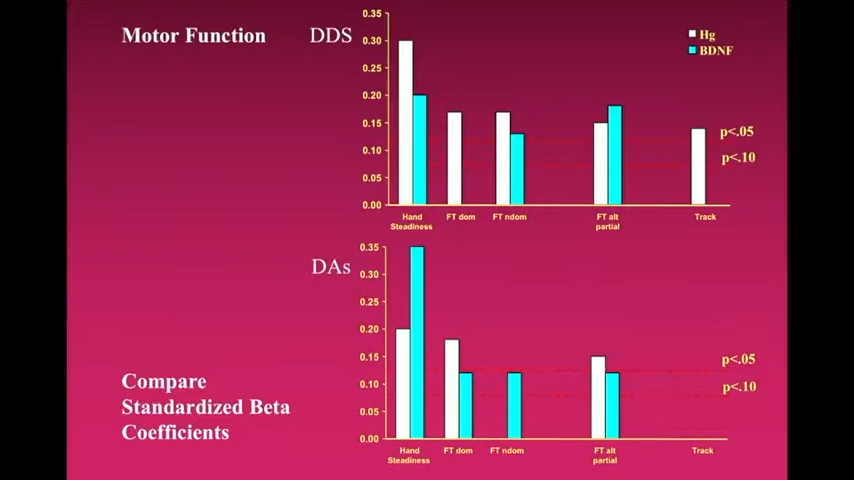 Motor Function
DDS
0.35
0.30
0.25
0.20
0.15
0.10
0.05
0.00
Hg
BDNF
p<.05
p<.10
Hand Steadiness
FT dom
FT ndom
FT alt partial
Track
DAs
0.35
0.30
0.25
0.20
0.15
0.10
0.05
0.00
p<.05
p<.10
Hand Steadiness
FT dom
FT ndom
FT alt partial
Track
Compare
Standardized Beta
Coefficients